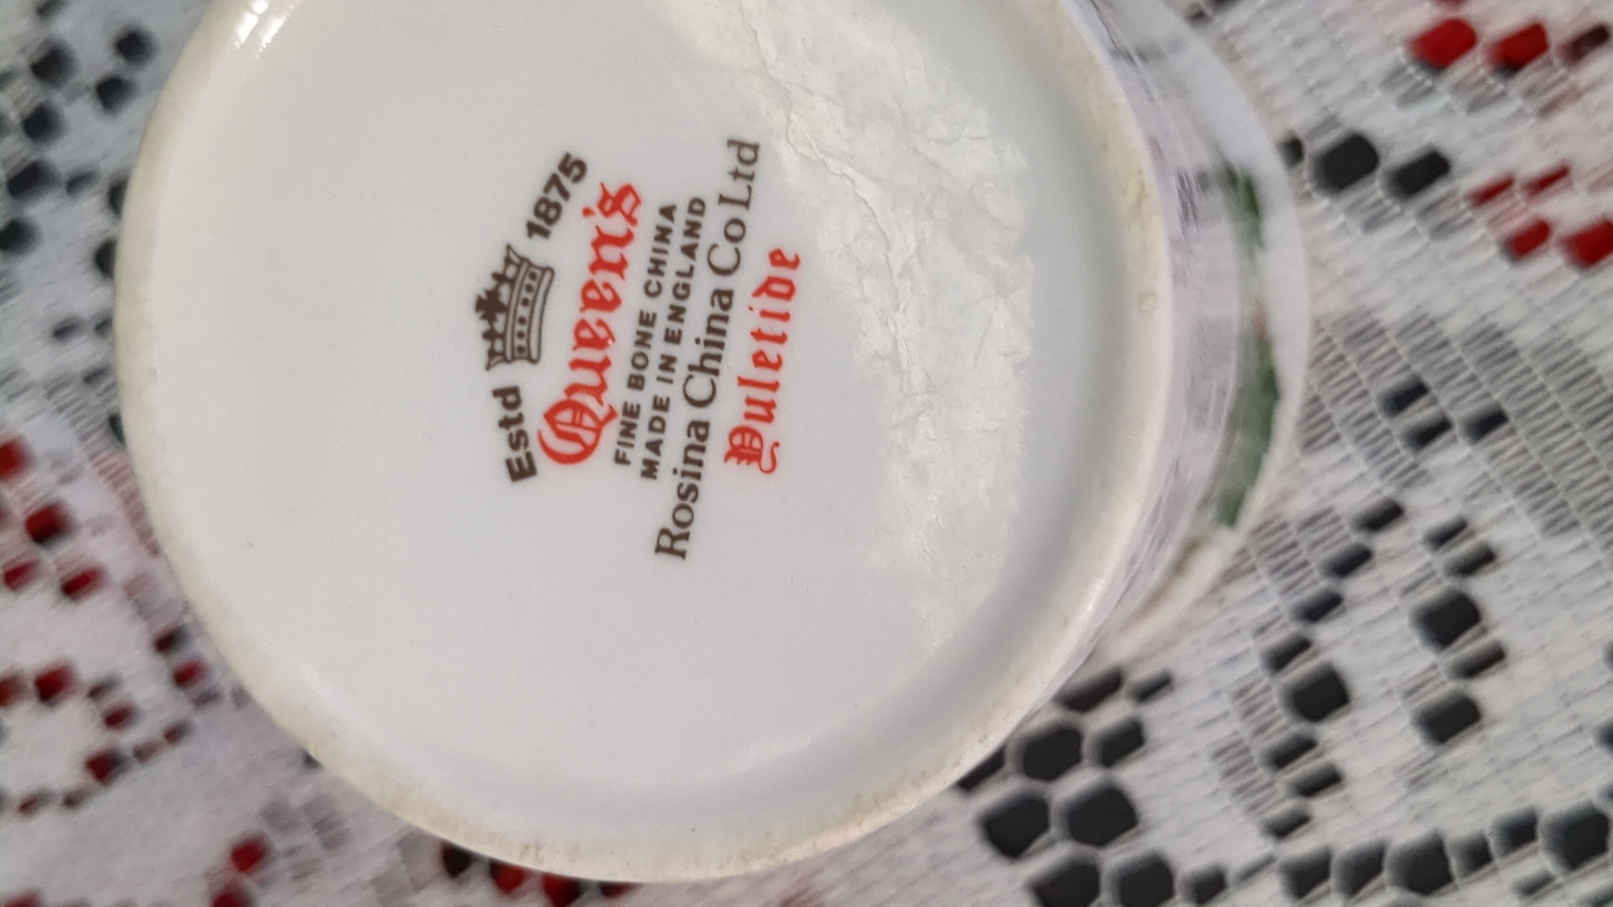 Estd 1875
Queen's
FINE BONE CHINA
MADE IN ENGLAND
Rosina China Co Ltd
Yuletide